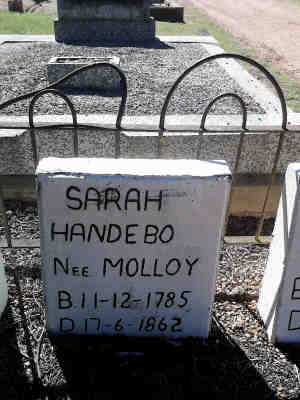 SARAH
HANDEBO
NEE MOLLOY
B.11-12-1785
D 17-6-1862